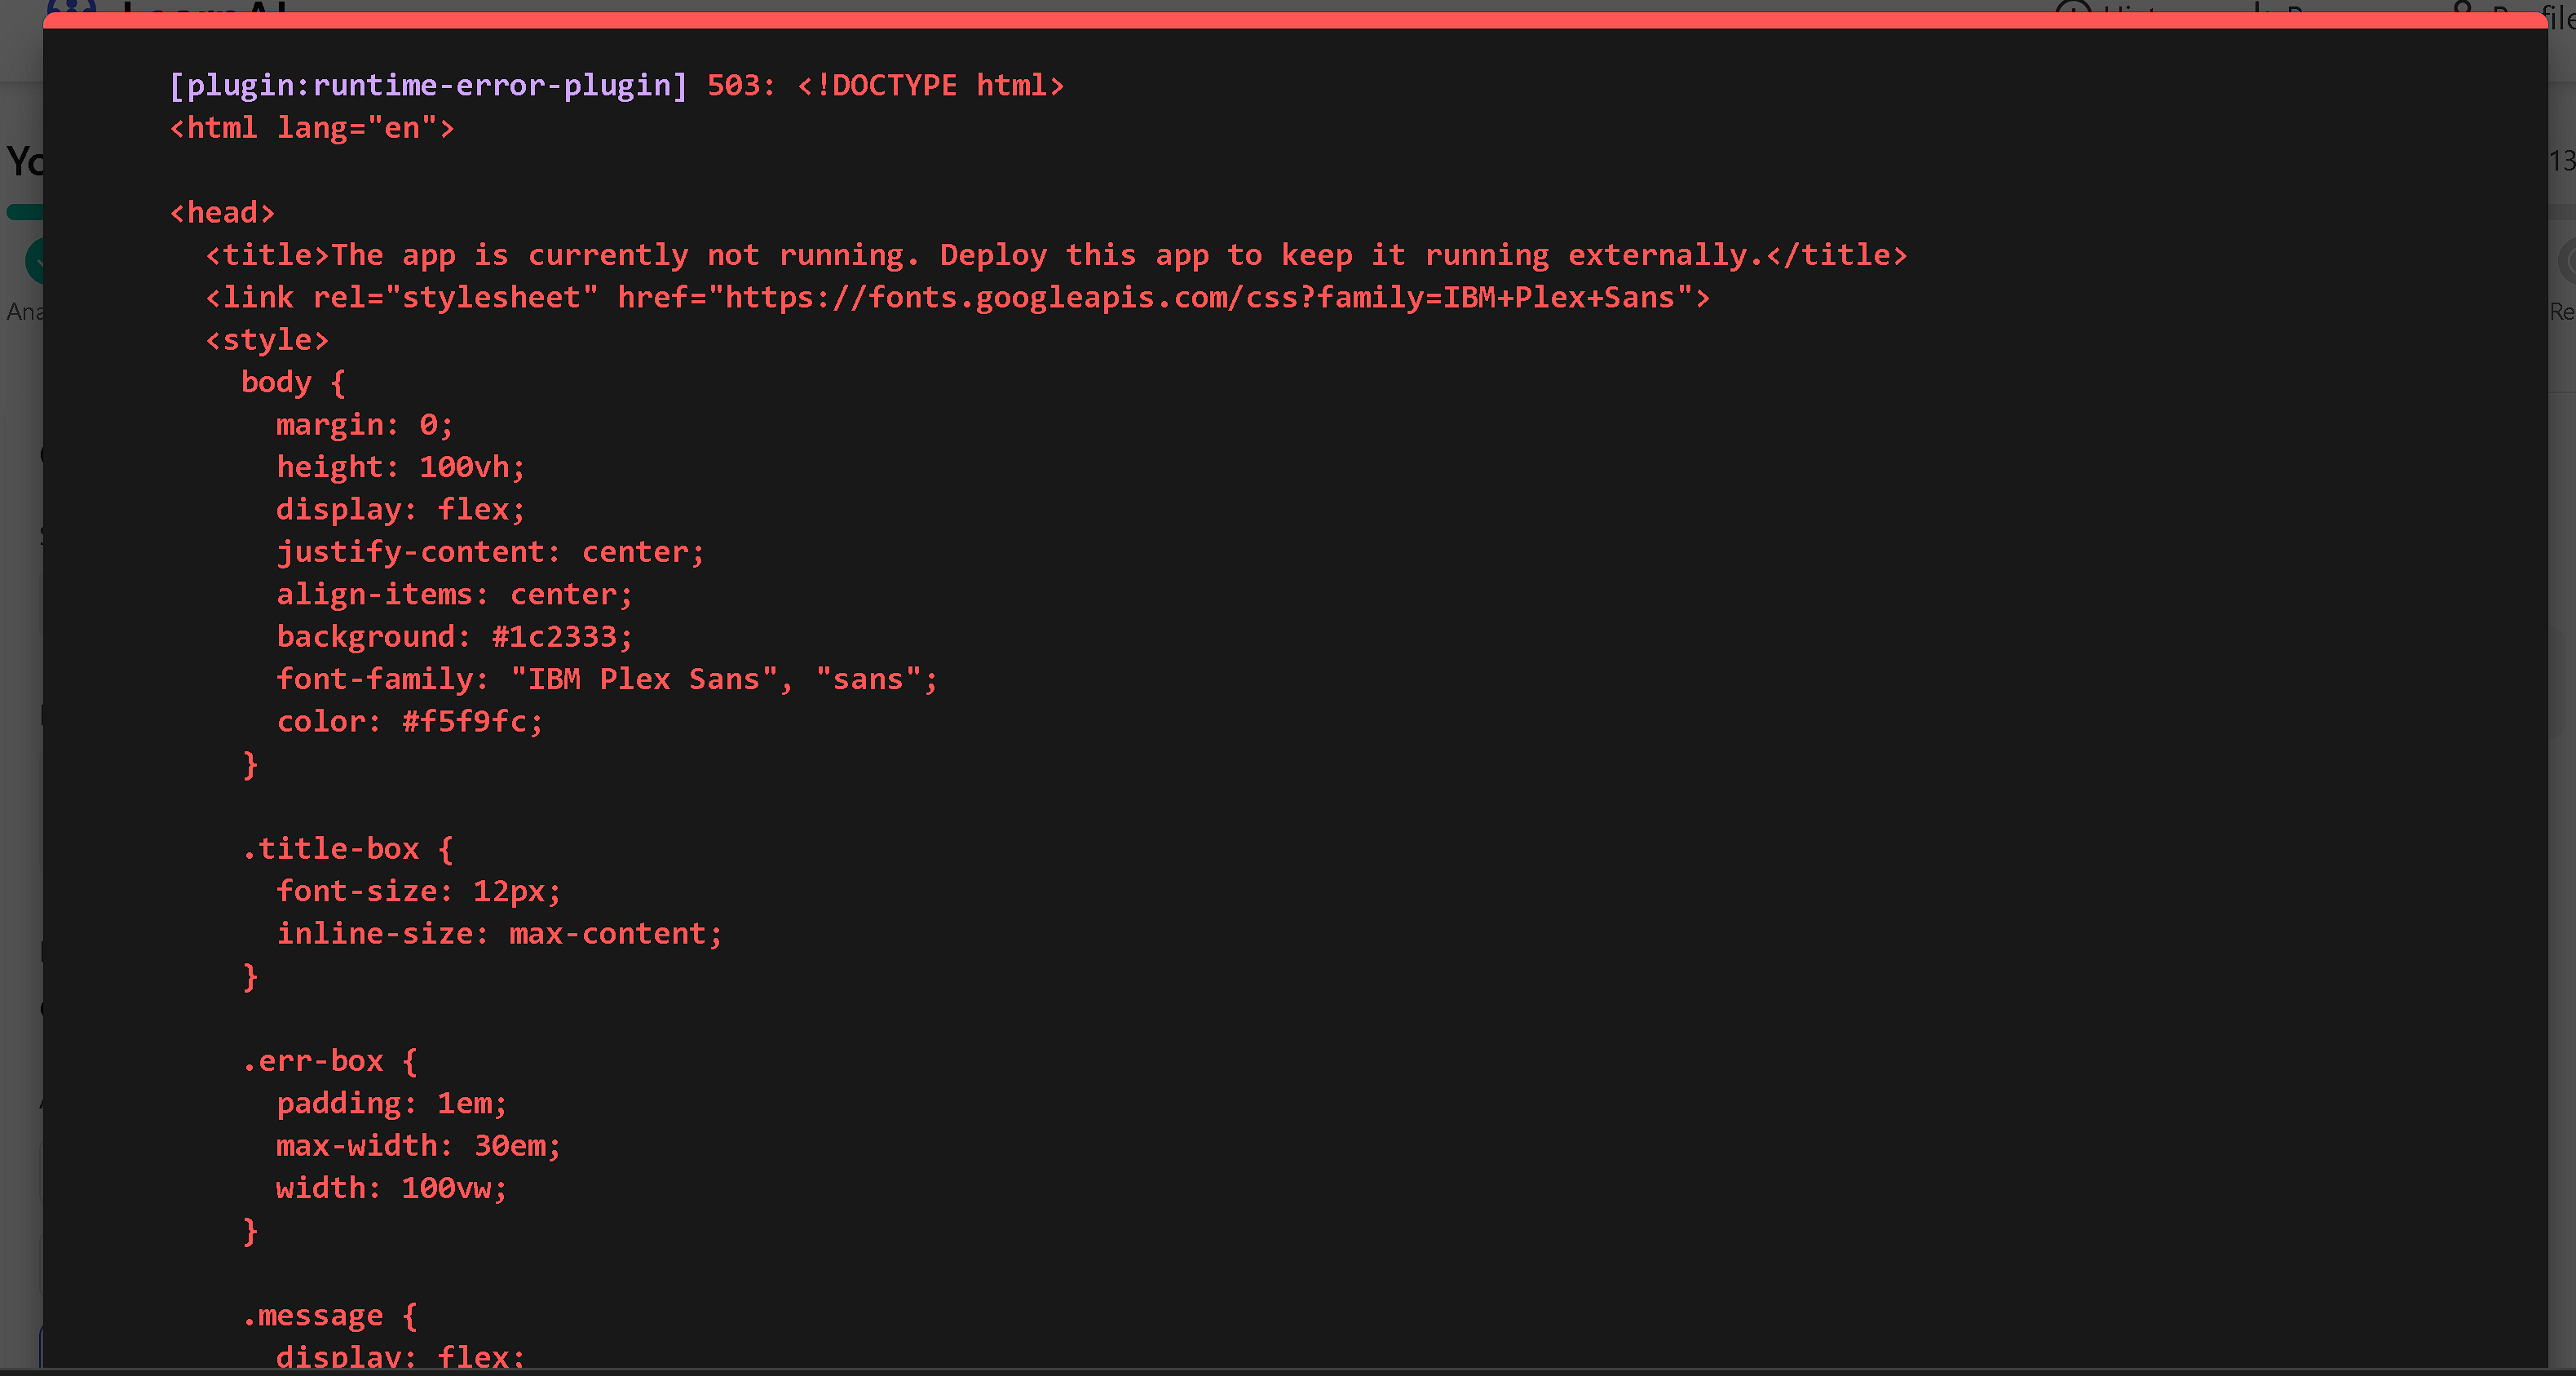 [plugin:runtime-error-plugin] 503: <!DOCTYPE html>
<html lang="en">
<head>
<title>The app is currently not running. Deploy this app to keep it running externally.</title>
<link rel="stylesheet" href="https://fonts.googleapis.com/css?family=IBM+Plex+Sans">
<style>
body {
margin: 0;
height: 100vh;
display: flex;
justify-content: center;
align-items: center;
background: #1c2333;
font-family: "IBM Plex Sans", "sans";
color: #f5f9fc;
}
.title-box {
font-size: 12px;
inline-size: max-content;
}
.err-box {
padding: 1em;
max-width: 30em;
width: 100vw;
}
.message {
display: flex;